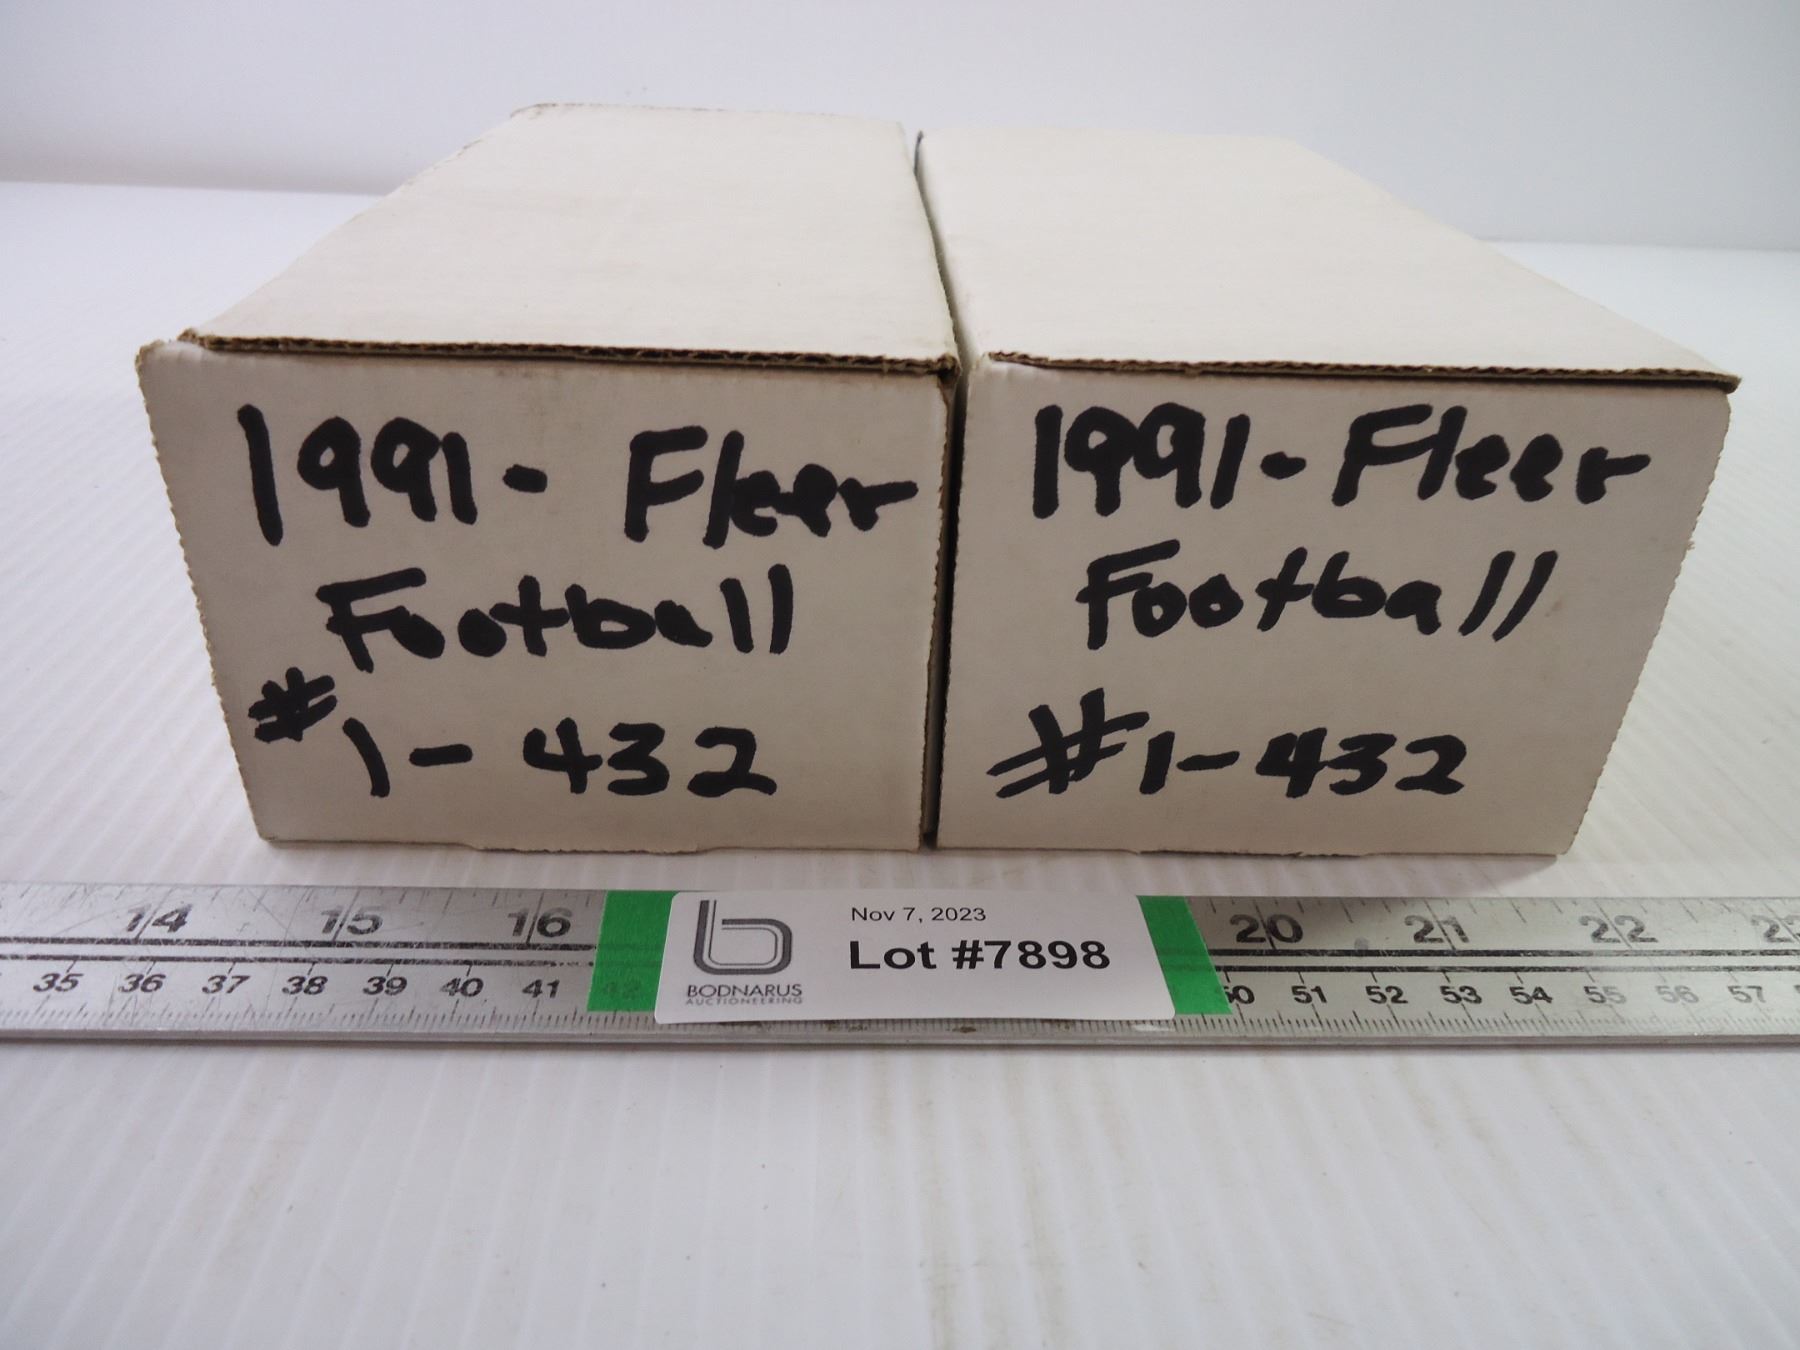 1991 - Fleer
Football
# 1 - 432
1991 - Fleer
Football
# 1 - 432
14 15 16 20 21 22 2
35 36 37 38 39 40 41 42 50 51 52 53 54 55 56 57
b
BODNARUS
AUCTIONEERING
Nov 7, 2023
Lot #7898